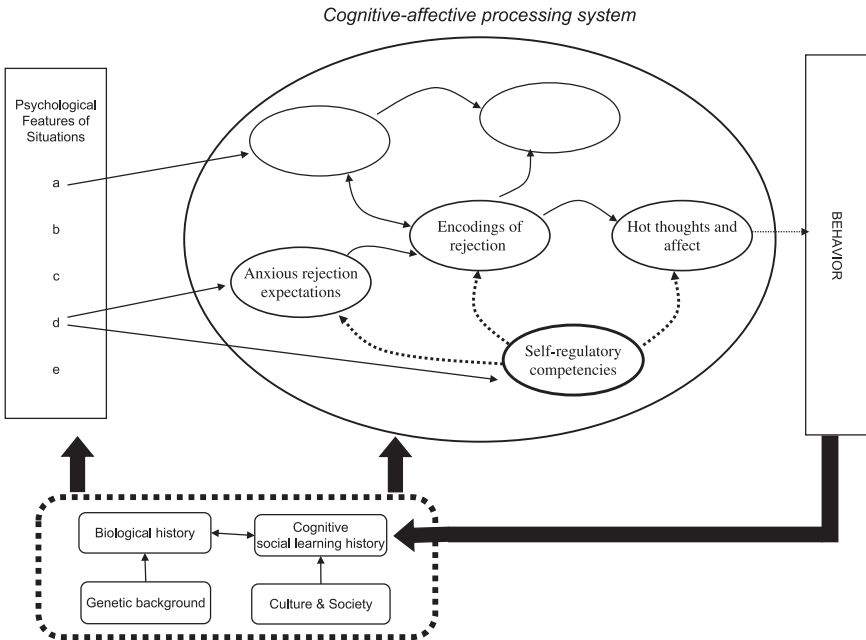 Cognitive-affective processing system
Psychological
Features of
Situations
a
b
c
d
e
Encodings of
rejection
Hot thoughts and
affect
Anxious rejection
expectations
Self-regulatory
competencies
BEHAVIOR
Biological history
Cognitive
social learning history
Genetic background
Culture & Society